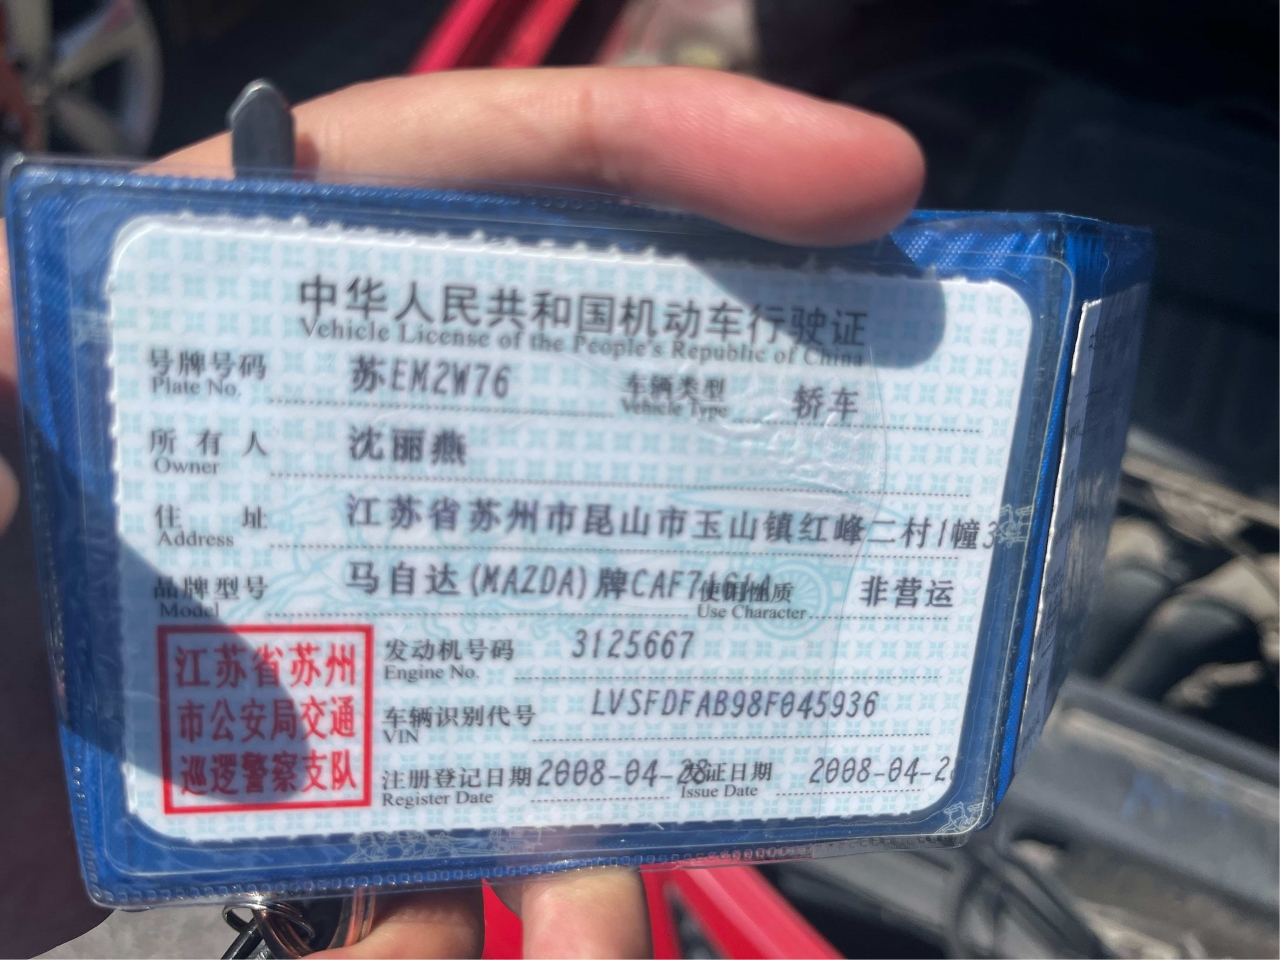 中华人民共和国机动车行驶证
Vehicle License of the People's Republic of China
号牌号码 苏EM2W76 车辆类型 轿车
Plate No. Vehicle Type
所有人 沈丽燕
Owner
住址 江苏省苏州市昆山市玉山镇红峰二村1幢3
Address
品牌型号 马自达(MAZDA)牌 使用性质 非营运
Model Use Character
发动机号码 3125667
Engine No.
车辆识别代号 LVSFDFAB98F045936
VIN
注册登记日期 2008-04-28 发证日期 2008-04-28
Register Date Issue Date
江苏省苏州
市公安局交通
巡逻警察支队